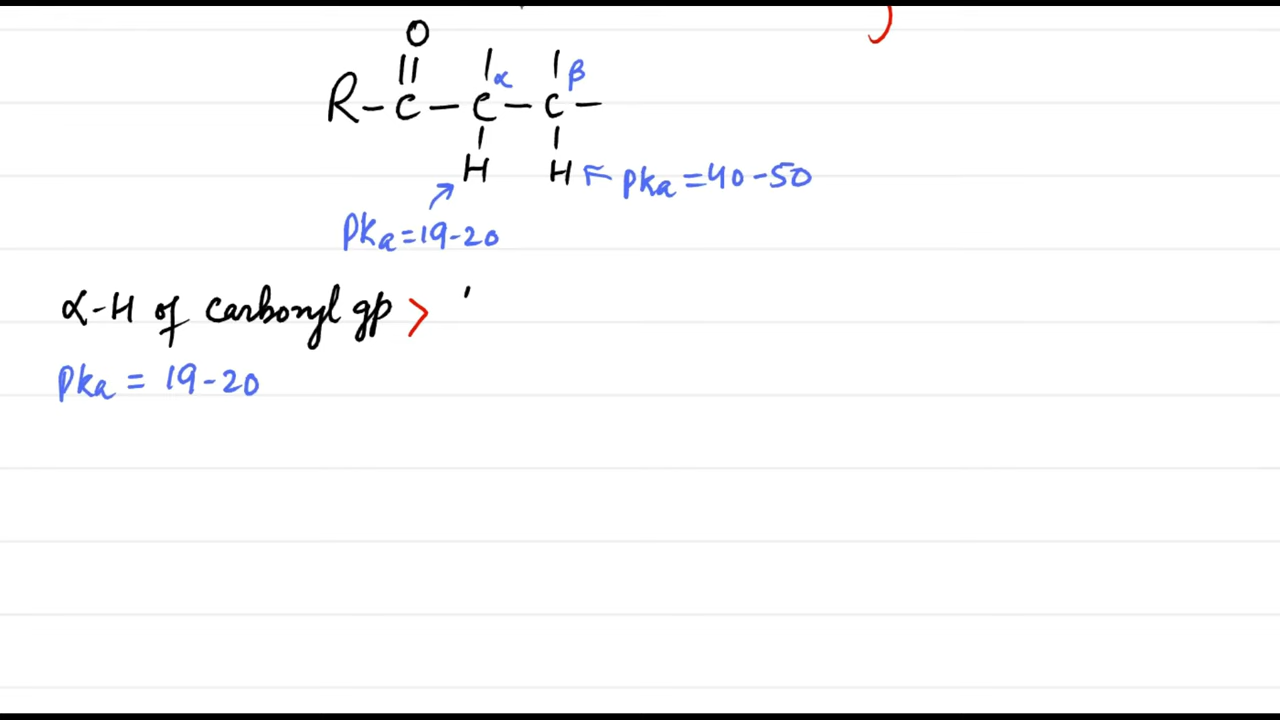 O
||
R-C-C-C-
α β
H H
pka=40-50
pka=19-20
α-H of carbonyl gp >
pka = 19-20